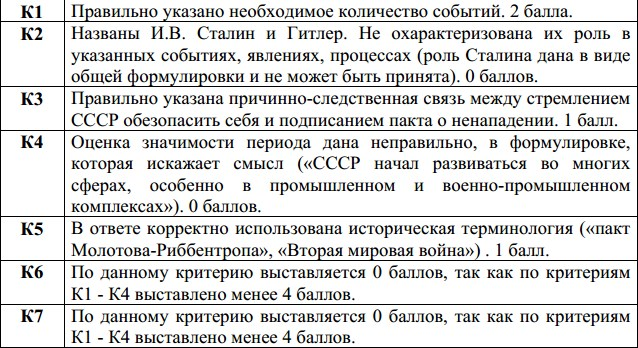 К1 Правильно указано необходимое количество событий. 2 балла.
К2 Названы И.В. Сталин и Гитлер. Не охарактеризована их роль в
указанных событиях, явлениях, процессах (роль Сталина дана в виде
общей формулировки и не может быть принята). 0 баллов.
К3 Правильно указана причинно-следственная связь между стремлением
СССР обезопасить себя и подписанием пакта о ненападении. 1 балл.
К4 Оценка значимости периода дана неправильно, в формулировке,
которая искажает смысл («СССР начал развиваться во многих
сферах, особенно в промышленном и военно-промышленном
комплексах»). 0 баллов.
К5 В ответе корректно использована историческая терминология («пакт
Молотова-Риббентропа», «Вторая мировая война») . 1 балл.
К6 По данному критерию выставляется 0 баллов, так как по критериям
К1 - К4 выставлено менее 4 баллов.
К7 По данному критерию выставляется 0 баллов, так как по критериям
К1 - К4 выставлено менее 4 баллов.